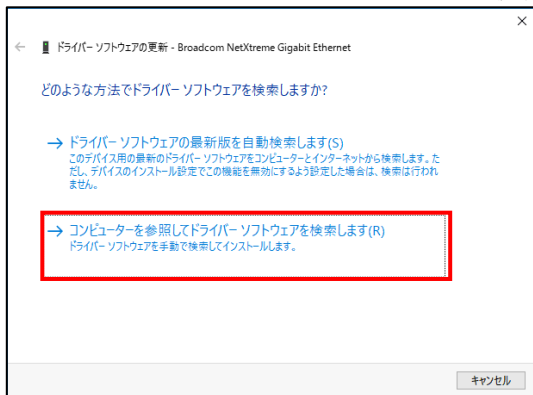 ドライバー ソフトウェアの更新 - Broadcom NetXtreme Gigabit Ethernet
どのような方法でドライバー ソフトウェアを検索しますか?
→ ドライバー ソフトウェアの最新版を自動検索します(S)
このデバイス用の最新のドライバー ソフトウェアをコンピューターとインターネットから検索します。た
だし、デバイスのインストール設定でこの機能を無効にするよう設定した場合は、検索は行われ
ません。
→ コンピューターを参照してドライバー ソフトウェアを検索します(R)
ドライバー ソフトウェアを手動で検索してインストールします。
キャンセル